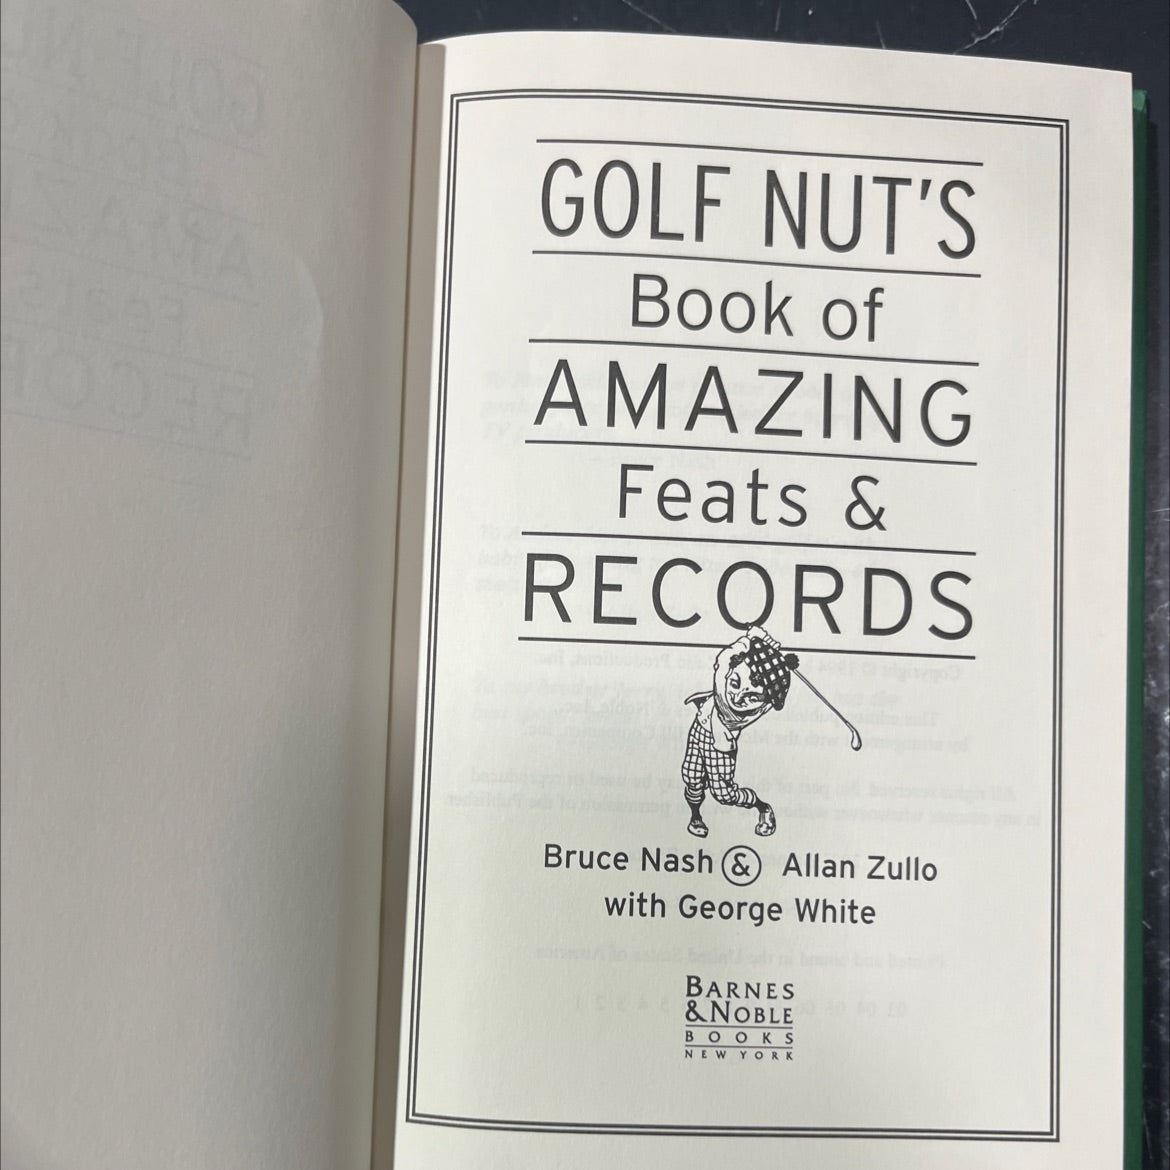 GOLF NUT'S
Book of
AMAZING
Feats &
RECORDS
Bruce Nash & Allan Zullo
with George White
BARNES
&NOBLE
BOOKS
NEW YORK